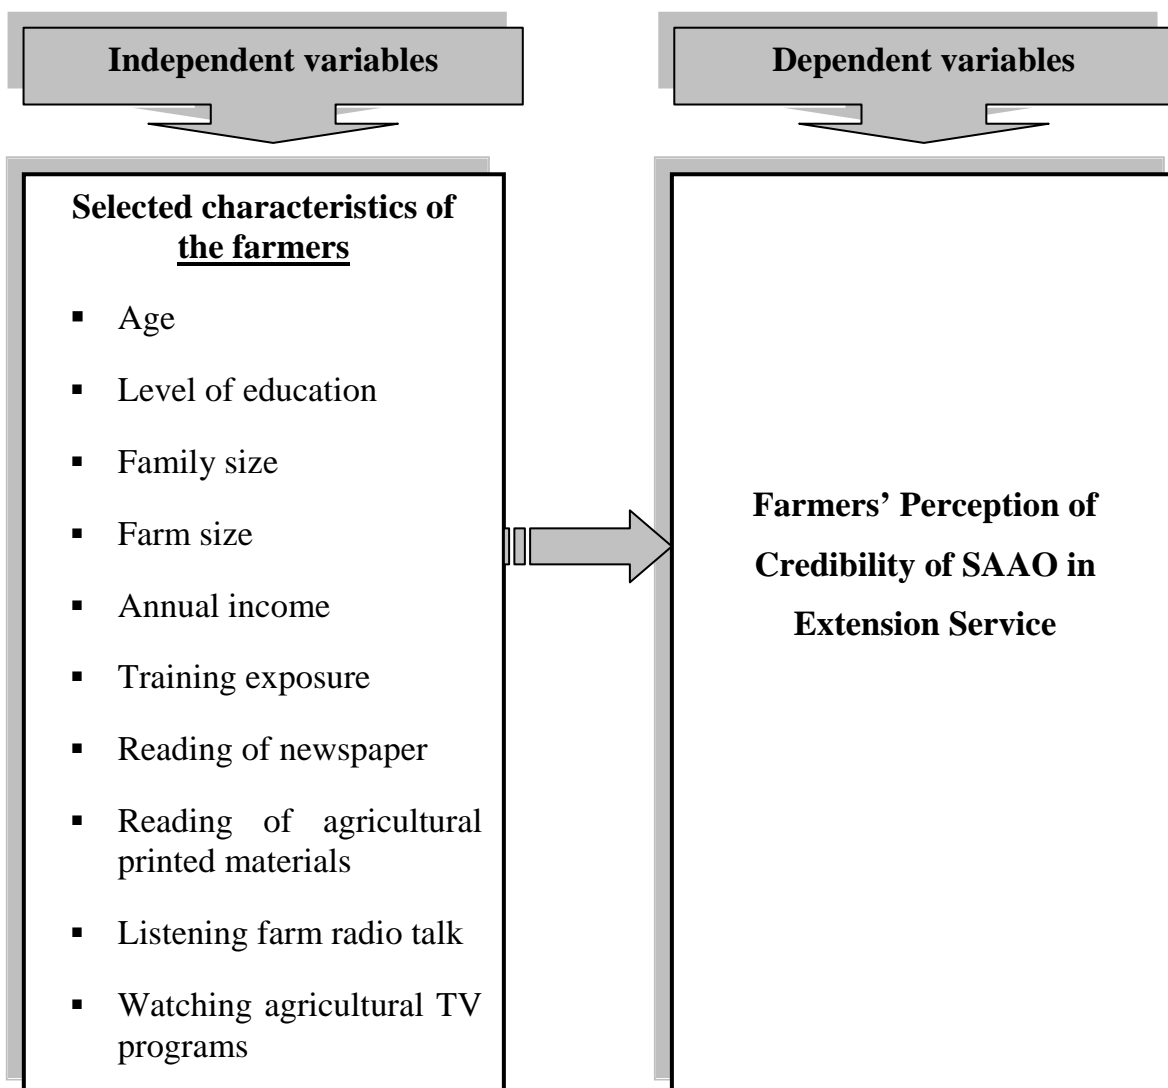 Independent variables
Dependent variables
Selected characteristics of
the farmers
▪ Age
▪ Level of education
▪ Family size
▪ Farm size
▪ Annual income
▪ Training exposure
▪ Reading of newspaper
▪ Reading of agricultural
printed materials
▪ Listening farm radio talk
▪ Watching agricultural TV
programs
Farmers’ Perception of
Credibility of SAAO in
Extension Service